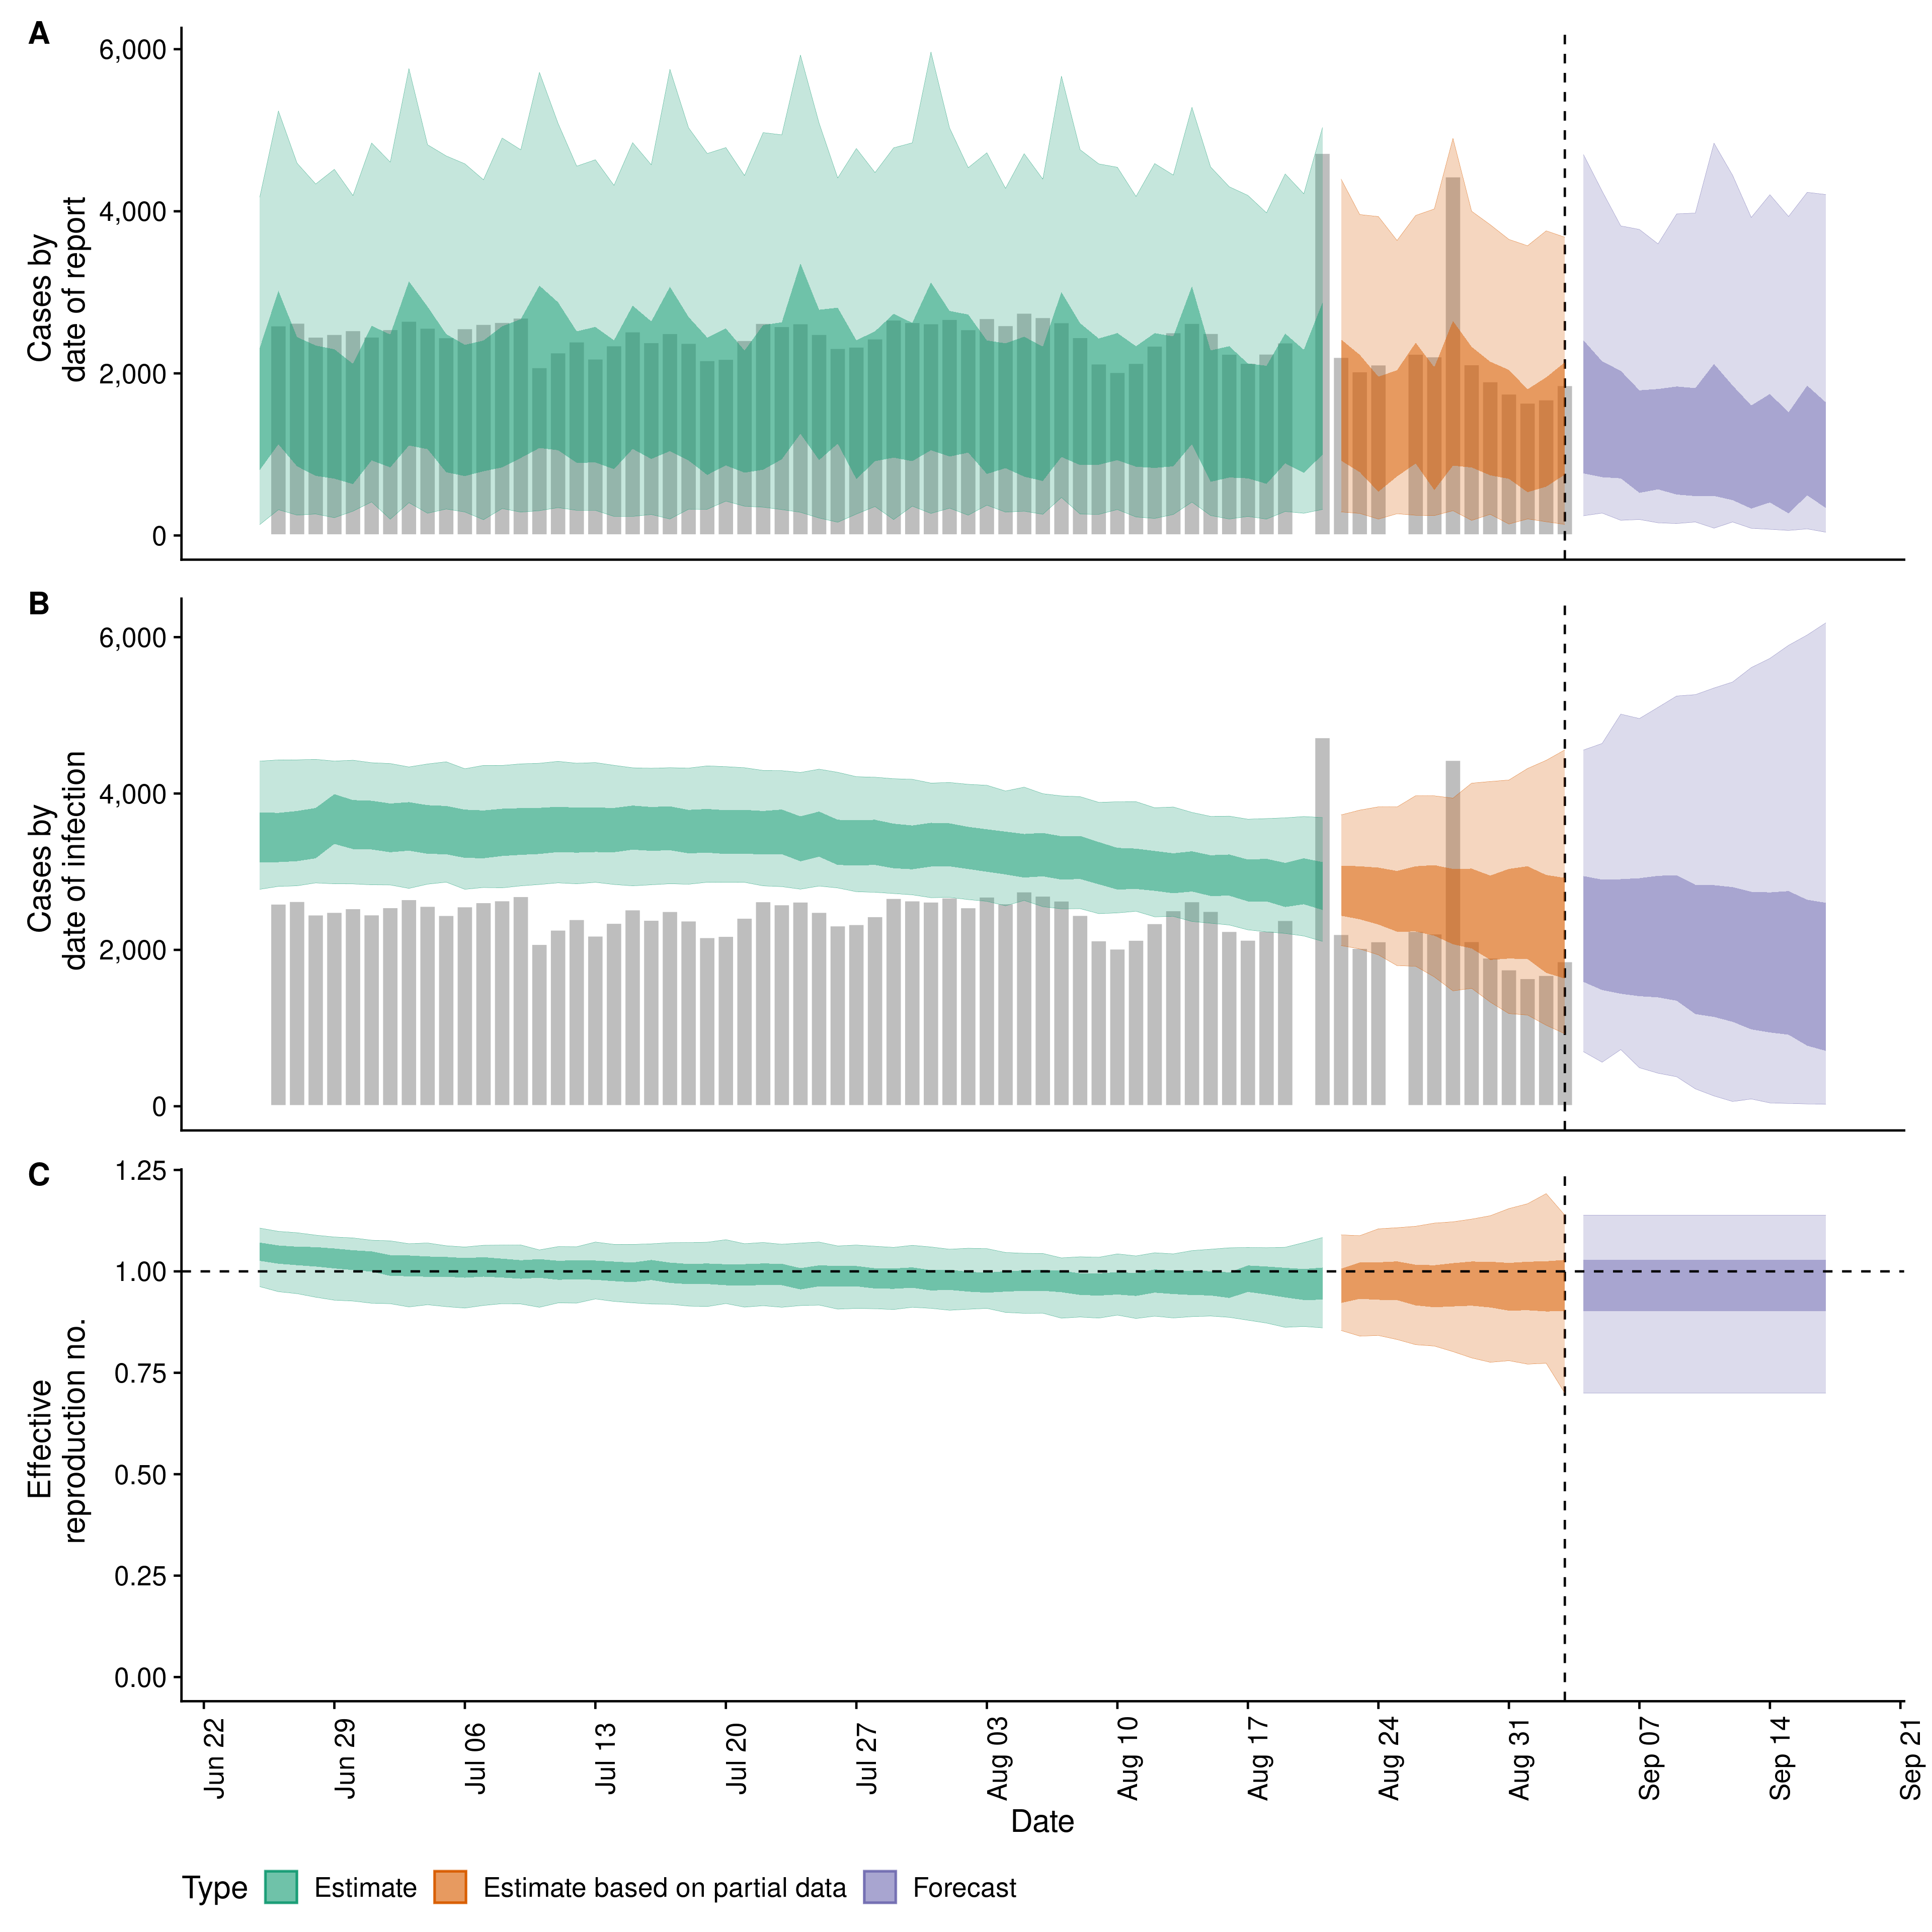 A
6,000
4,000
2,000
0
Cases by
date of report
B
6,000
4,000
2,000
0
Cases by
date of infection
C
1.25
1.00
0.75
0.50
0.25
0.00
Effective
reproduction no.
Jun 22
Jun 29
Jul 06
Jul 13
Jul 20
Jul 27
Aug 03
Aug 10
Aug 17
Aug 24
Aug 31
Sep 07
Sep 14
Sep 21
Date
Type Estimate Estimate based on partial data Forecast